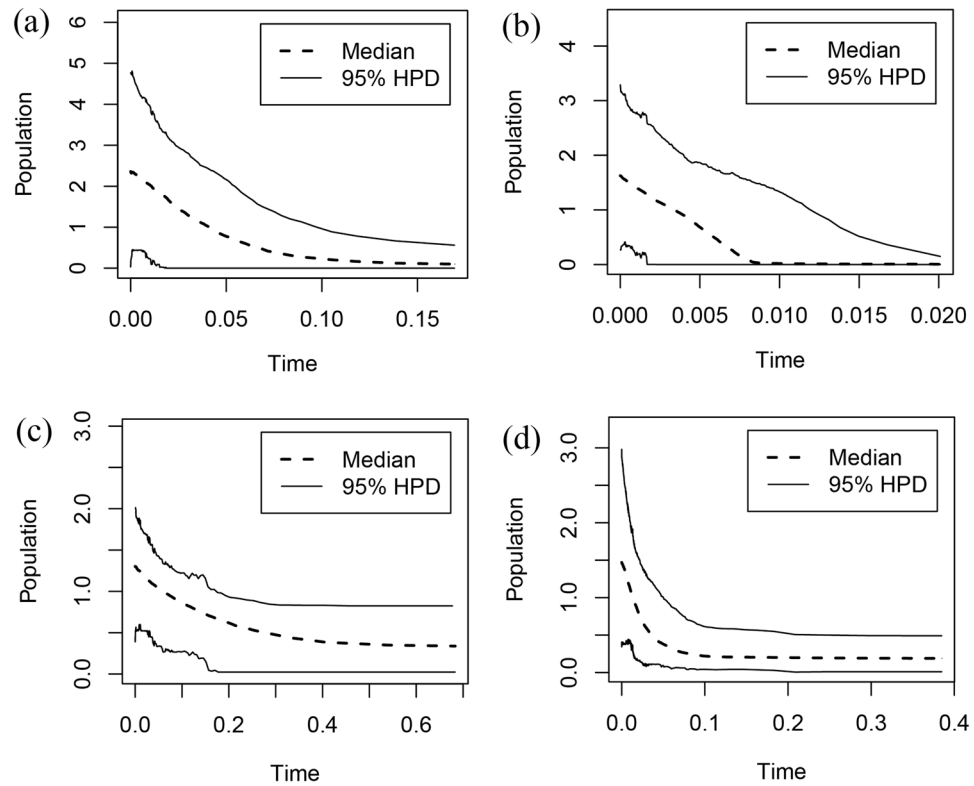 (a)
Population
6
5
4
3
2
1
0
Median
95% HPD
0.00 0.05 0.10 0.15
Time
(b)
Population
4
3
2
1
0
Median
95% HPD
0.000 0.005 0.010 0.015 0.020
Time
(c)
Population
3.0
2.0
1.0
0.0
Median
95% HPD
0.0 0.2 0.4 0.6
Time
(d)
Population
3.0
2.0
1.0
0.0
Median
95% HPD
0.0 0.1 0.2 0.3 0.4
Time